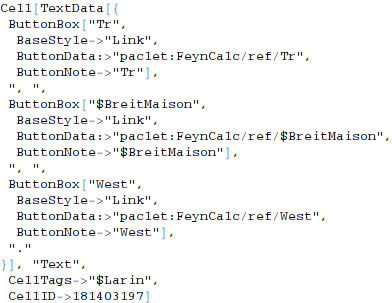 Cell[TextData[{
 ButtonBox["Tr",
  BaseStyle->"Link",
  ButtonData:>"paclet:FeynCalc/ref/Tr",
  ButtonNote->"Tr"],
 ", ",
 ButtonBox["$BreitMaison",
  BaseStyle->"Link",
  ButtonData:>"paclet:FeynCalc/ref/$BreitMaison",
  ButtonNote->"$BreitMaison"],
 ", ",
 ButtonBox["West",
  BaseStyle->"Link",
  ButtonData:>"paclet:FeynCalc/ref/West",
  ButtonNote->"West"],
 "."
}], "Text",
 CellTags->"$Larin",
 CellID->181403197]